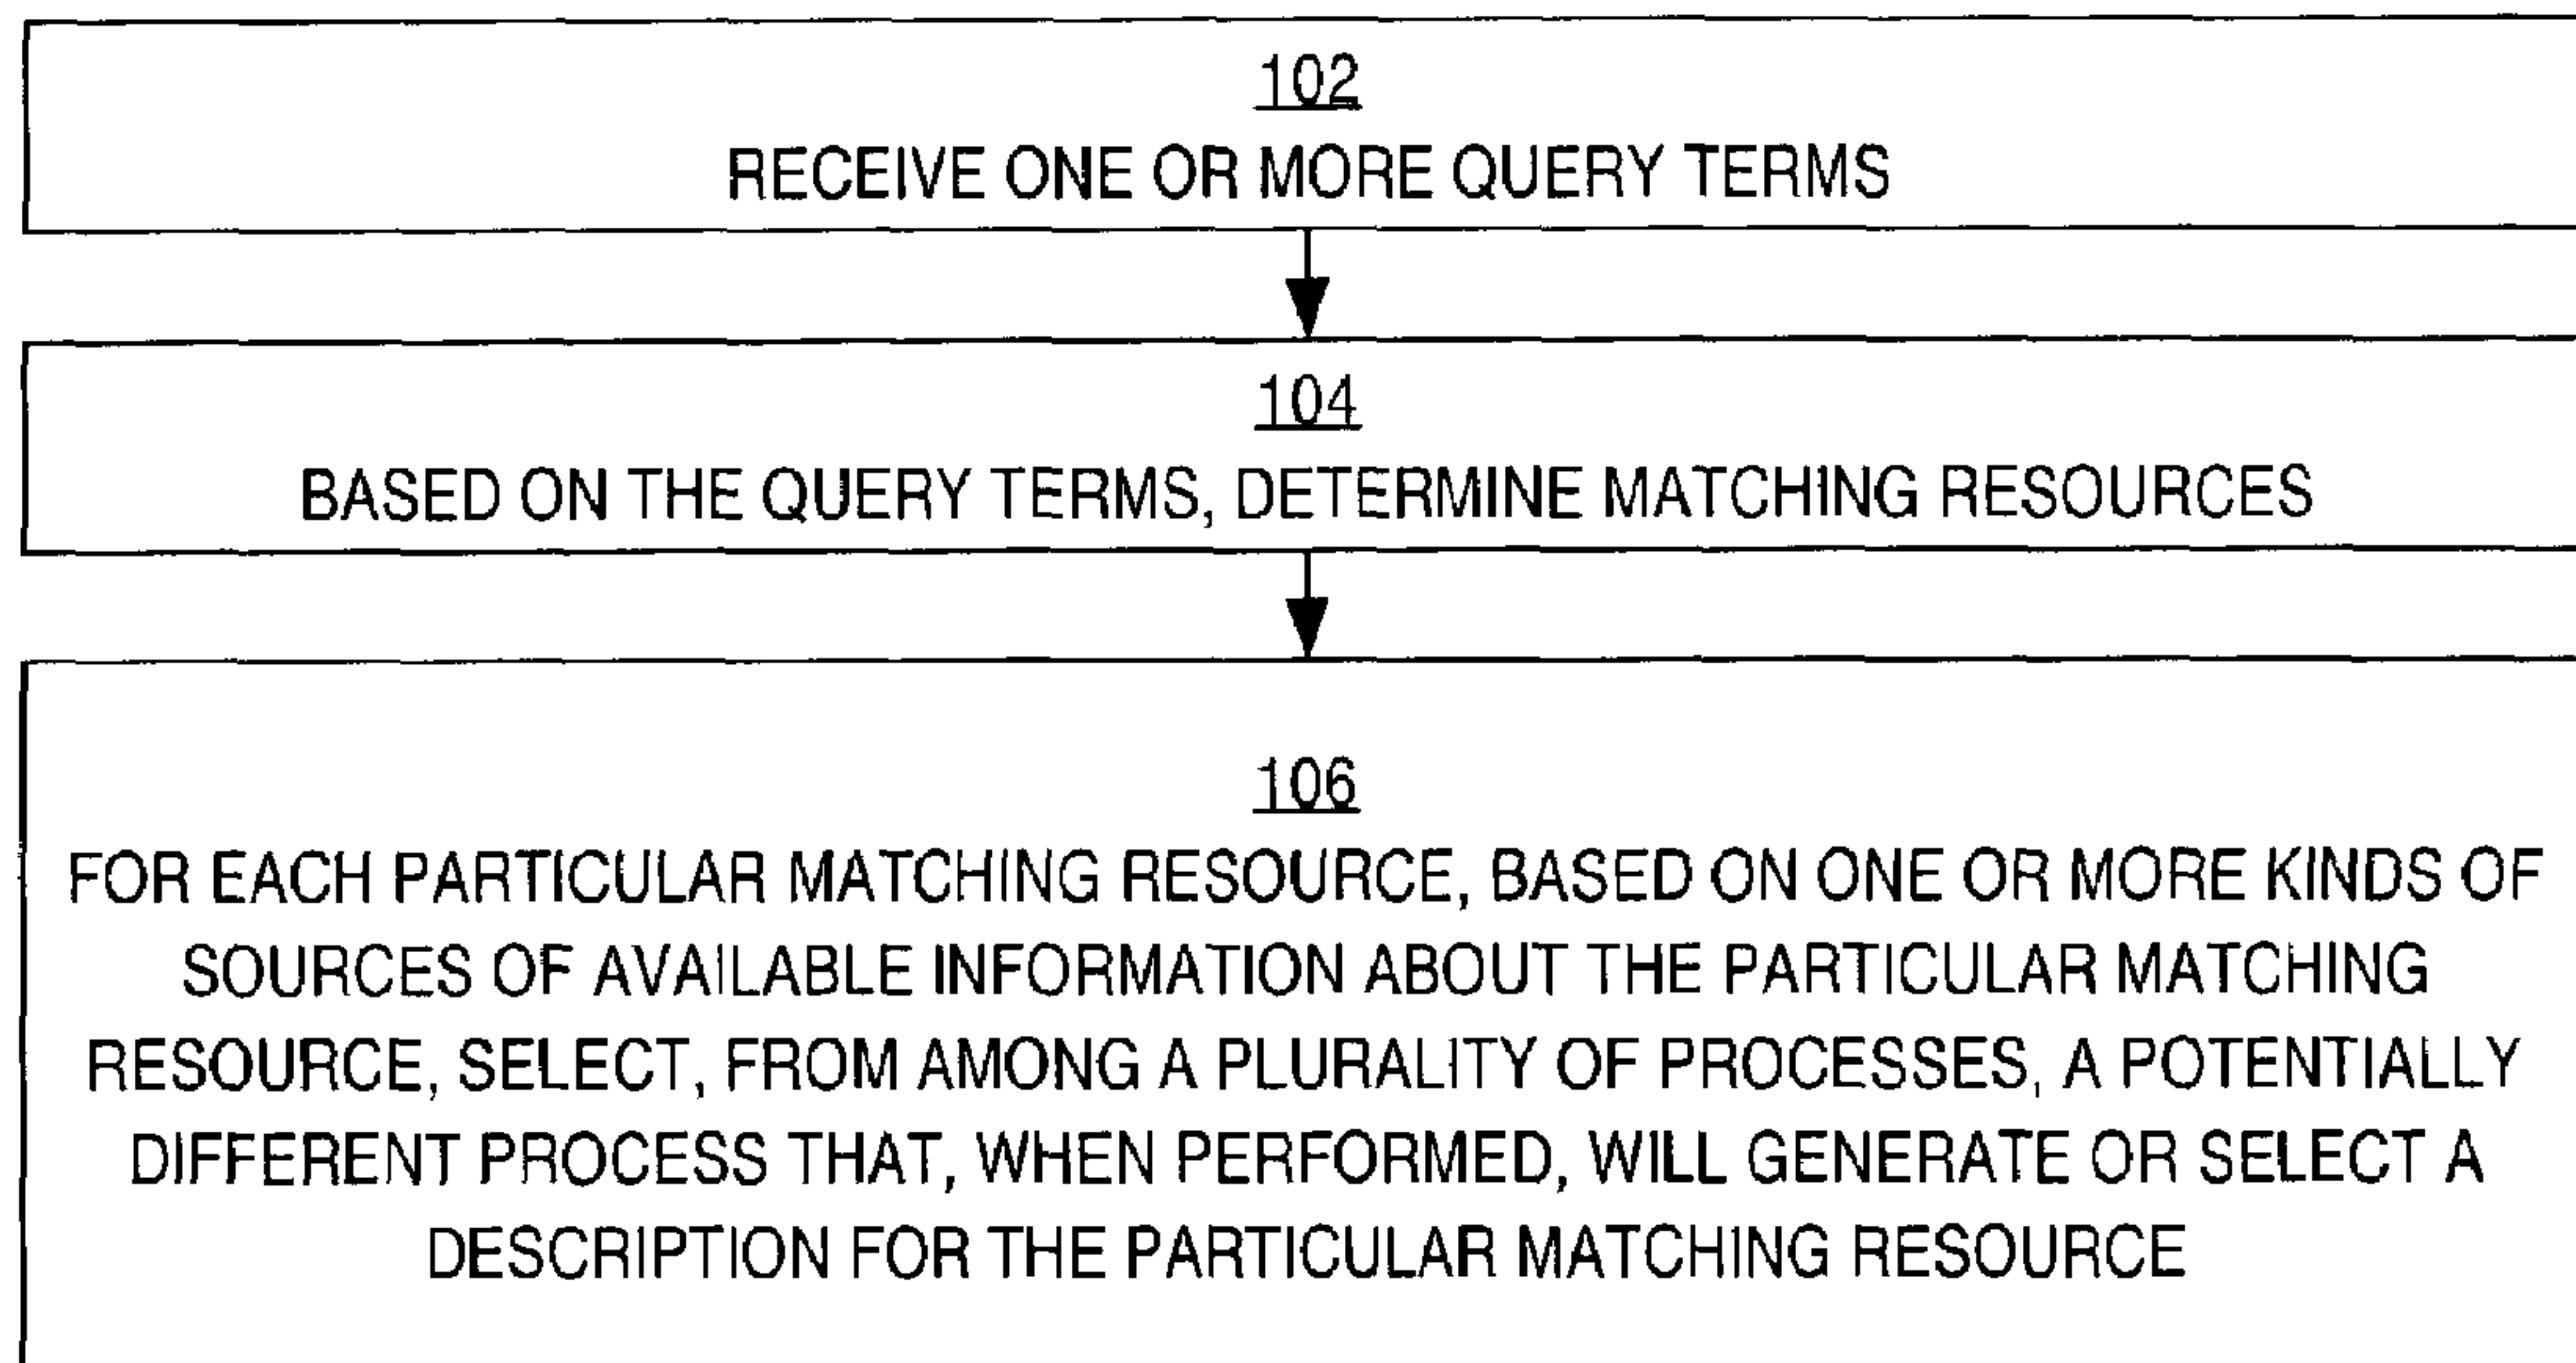 102
RECEIVE ONE OR MORE QUERY TERMS
104
BASED ON THE QUERY TERMS, DETERMINE MATCHING RESOURCES
106
FOR EACH PARTICULAR MATCHING RESOURCE, BASED ON ONE OR MORE KINDS OF
SOURCES OF AVAILABLE INFORMATION ABOUT THE PARTICULAR MATCHING
RESOURCE, SELECT, FROM AMONG A PLURALITY OF PROCESSES, A POTENTIALLY
DIFFERENT PROCESS THAT, WHEN PERFORMED, WILL GENERATE OR SELECT A
DESCRIPTION FOR THE PARTICULAR MATCHING RESOURCE